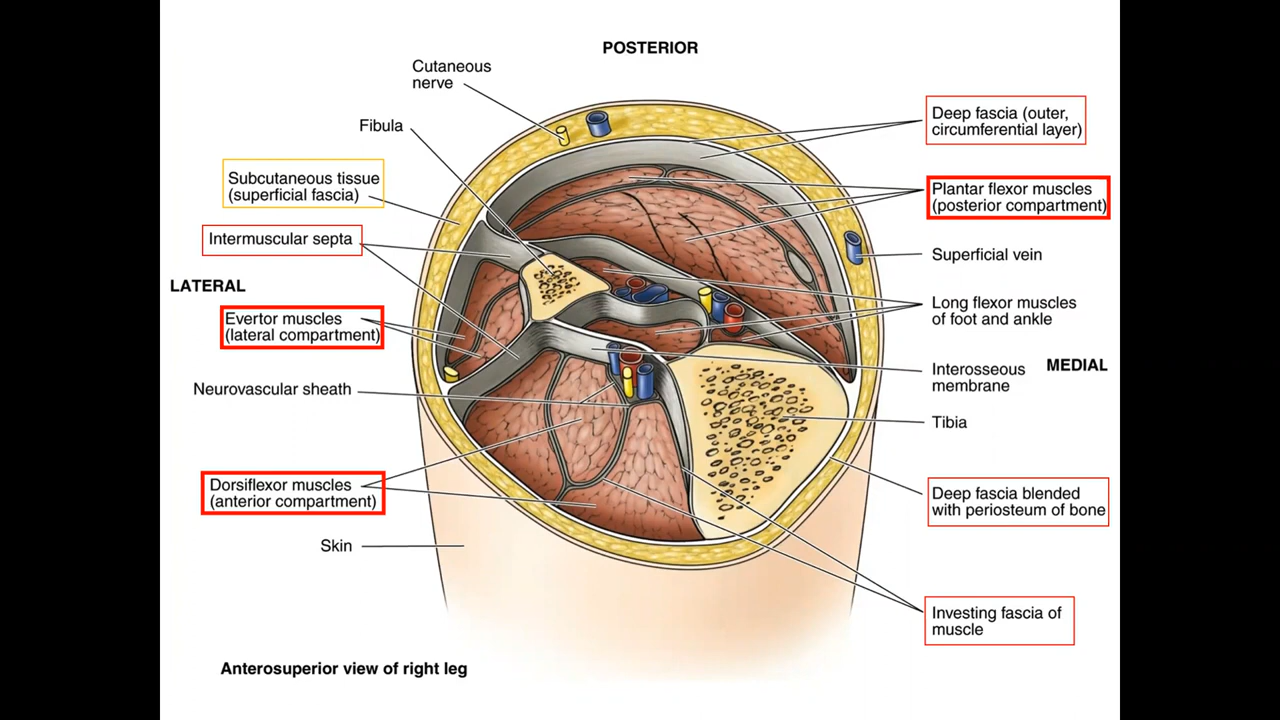 POSTERIOR
Cutaneous
nerve
Fibula
Subcutaneous tissue
(superficial fascia)
Intermuscular septa
LATERAL
Evertor muscles
(lateral compartment)
Neurovascular sheath
Dorsiflexor muscles
(anterior compartment)
Skin
Anterosuperior view of right leg
Deep fascia (outer,
circumferential layer)
Plantar flexor muscles
(posterior compartment)
Superficial vein
Long flexor muscles
of foot and ankle
Interosseous
membrane
MEDIAL
Tibia
Deep fascia blended
with periosteum of bone
Investing fascia of
muscle